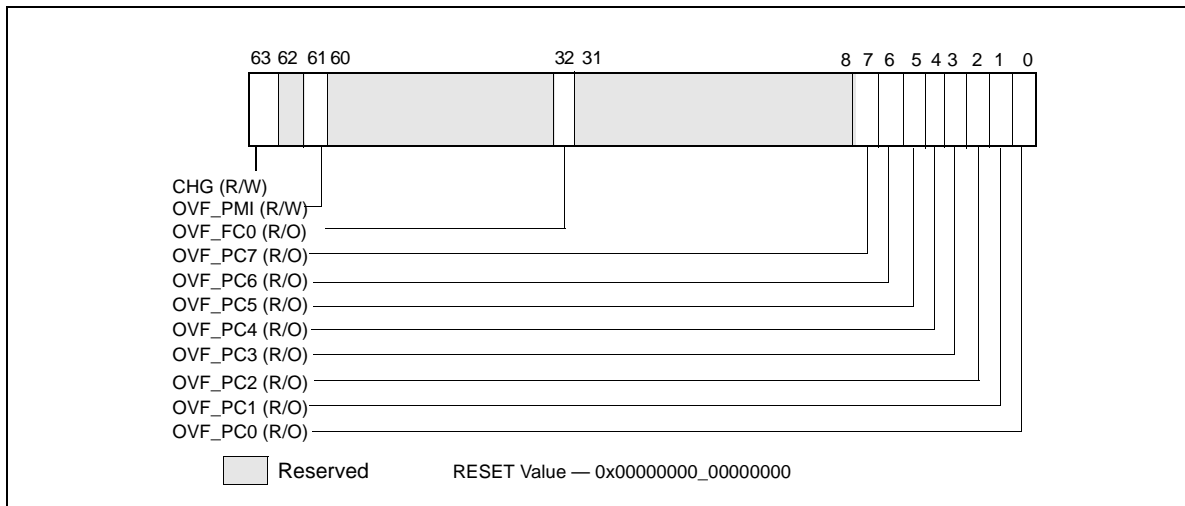 63 62 61 60 32 31 8 7 6 5 4 3 2 1 0
CHG (R/W)
OVF_PMI (R/W)
OVF_FC0 (R/O)
OVF_PC7 (R/O)
OVF_PC6 (R/O)
OVF_PC5 (R/O)
OVF_PC4 (R/O)
OVF_PC3 (R/O)
OVF_PC2 (R/O)
OVF_PC1 (R/O)
OVF_PC0 (R/O)
Reserved RESET Value — 0x00000000_00000000